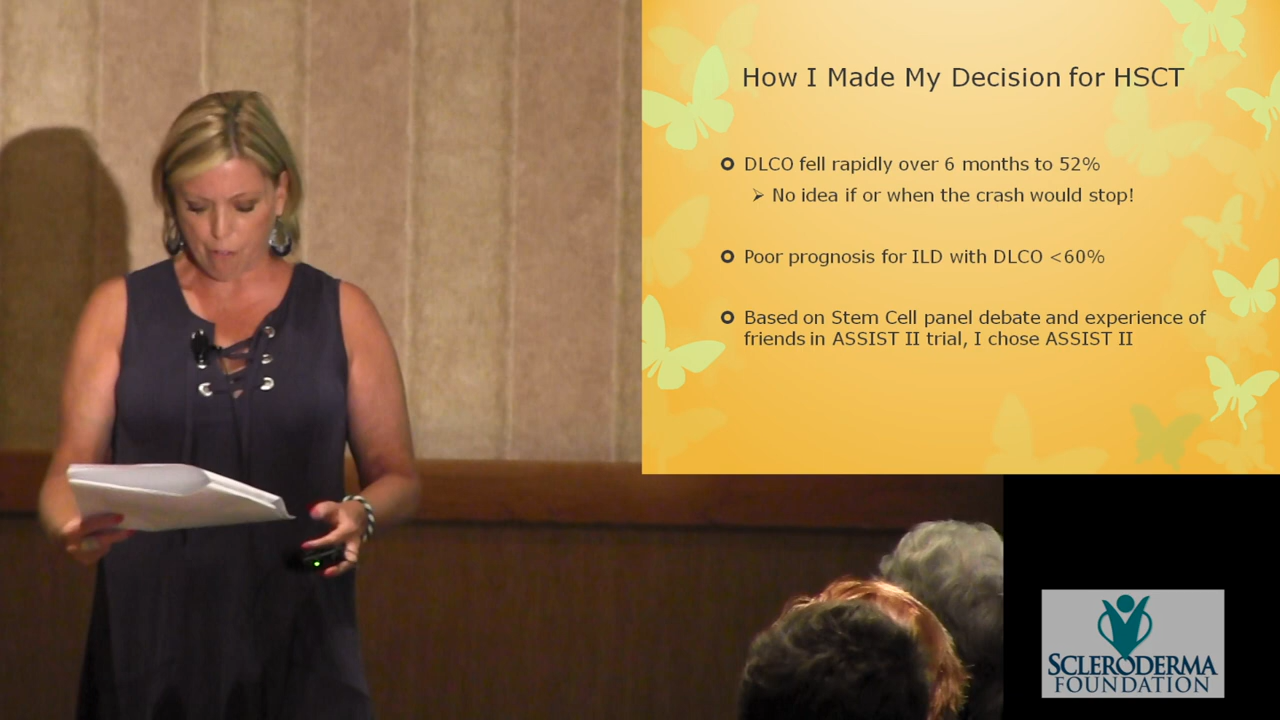 How I Made My Decision for HSCT
DLCO fell rapidly over 6 months to 52%
No idea if or when the crash would stop!
Poor prognosis for ILD with DLCO <60%
Based on Stem Cell panel debate and experience of
friends in ASSIST II trial, I chose ASSIST II
SCLERODERMA
FOUNDATION